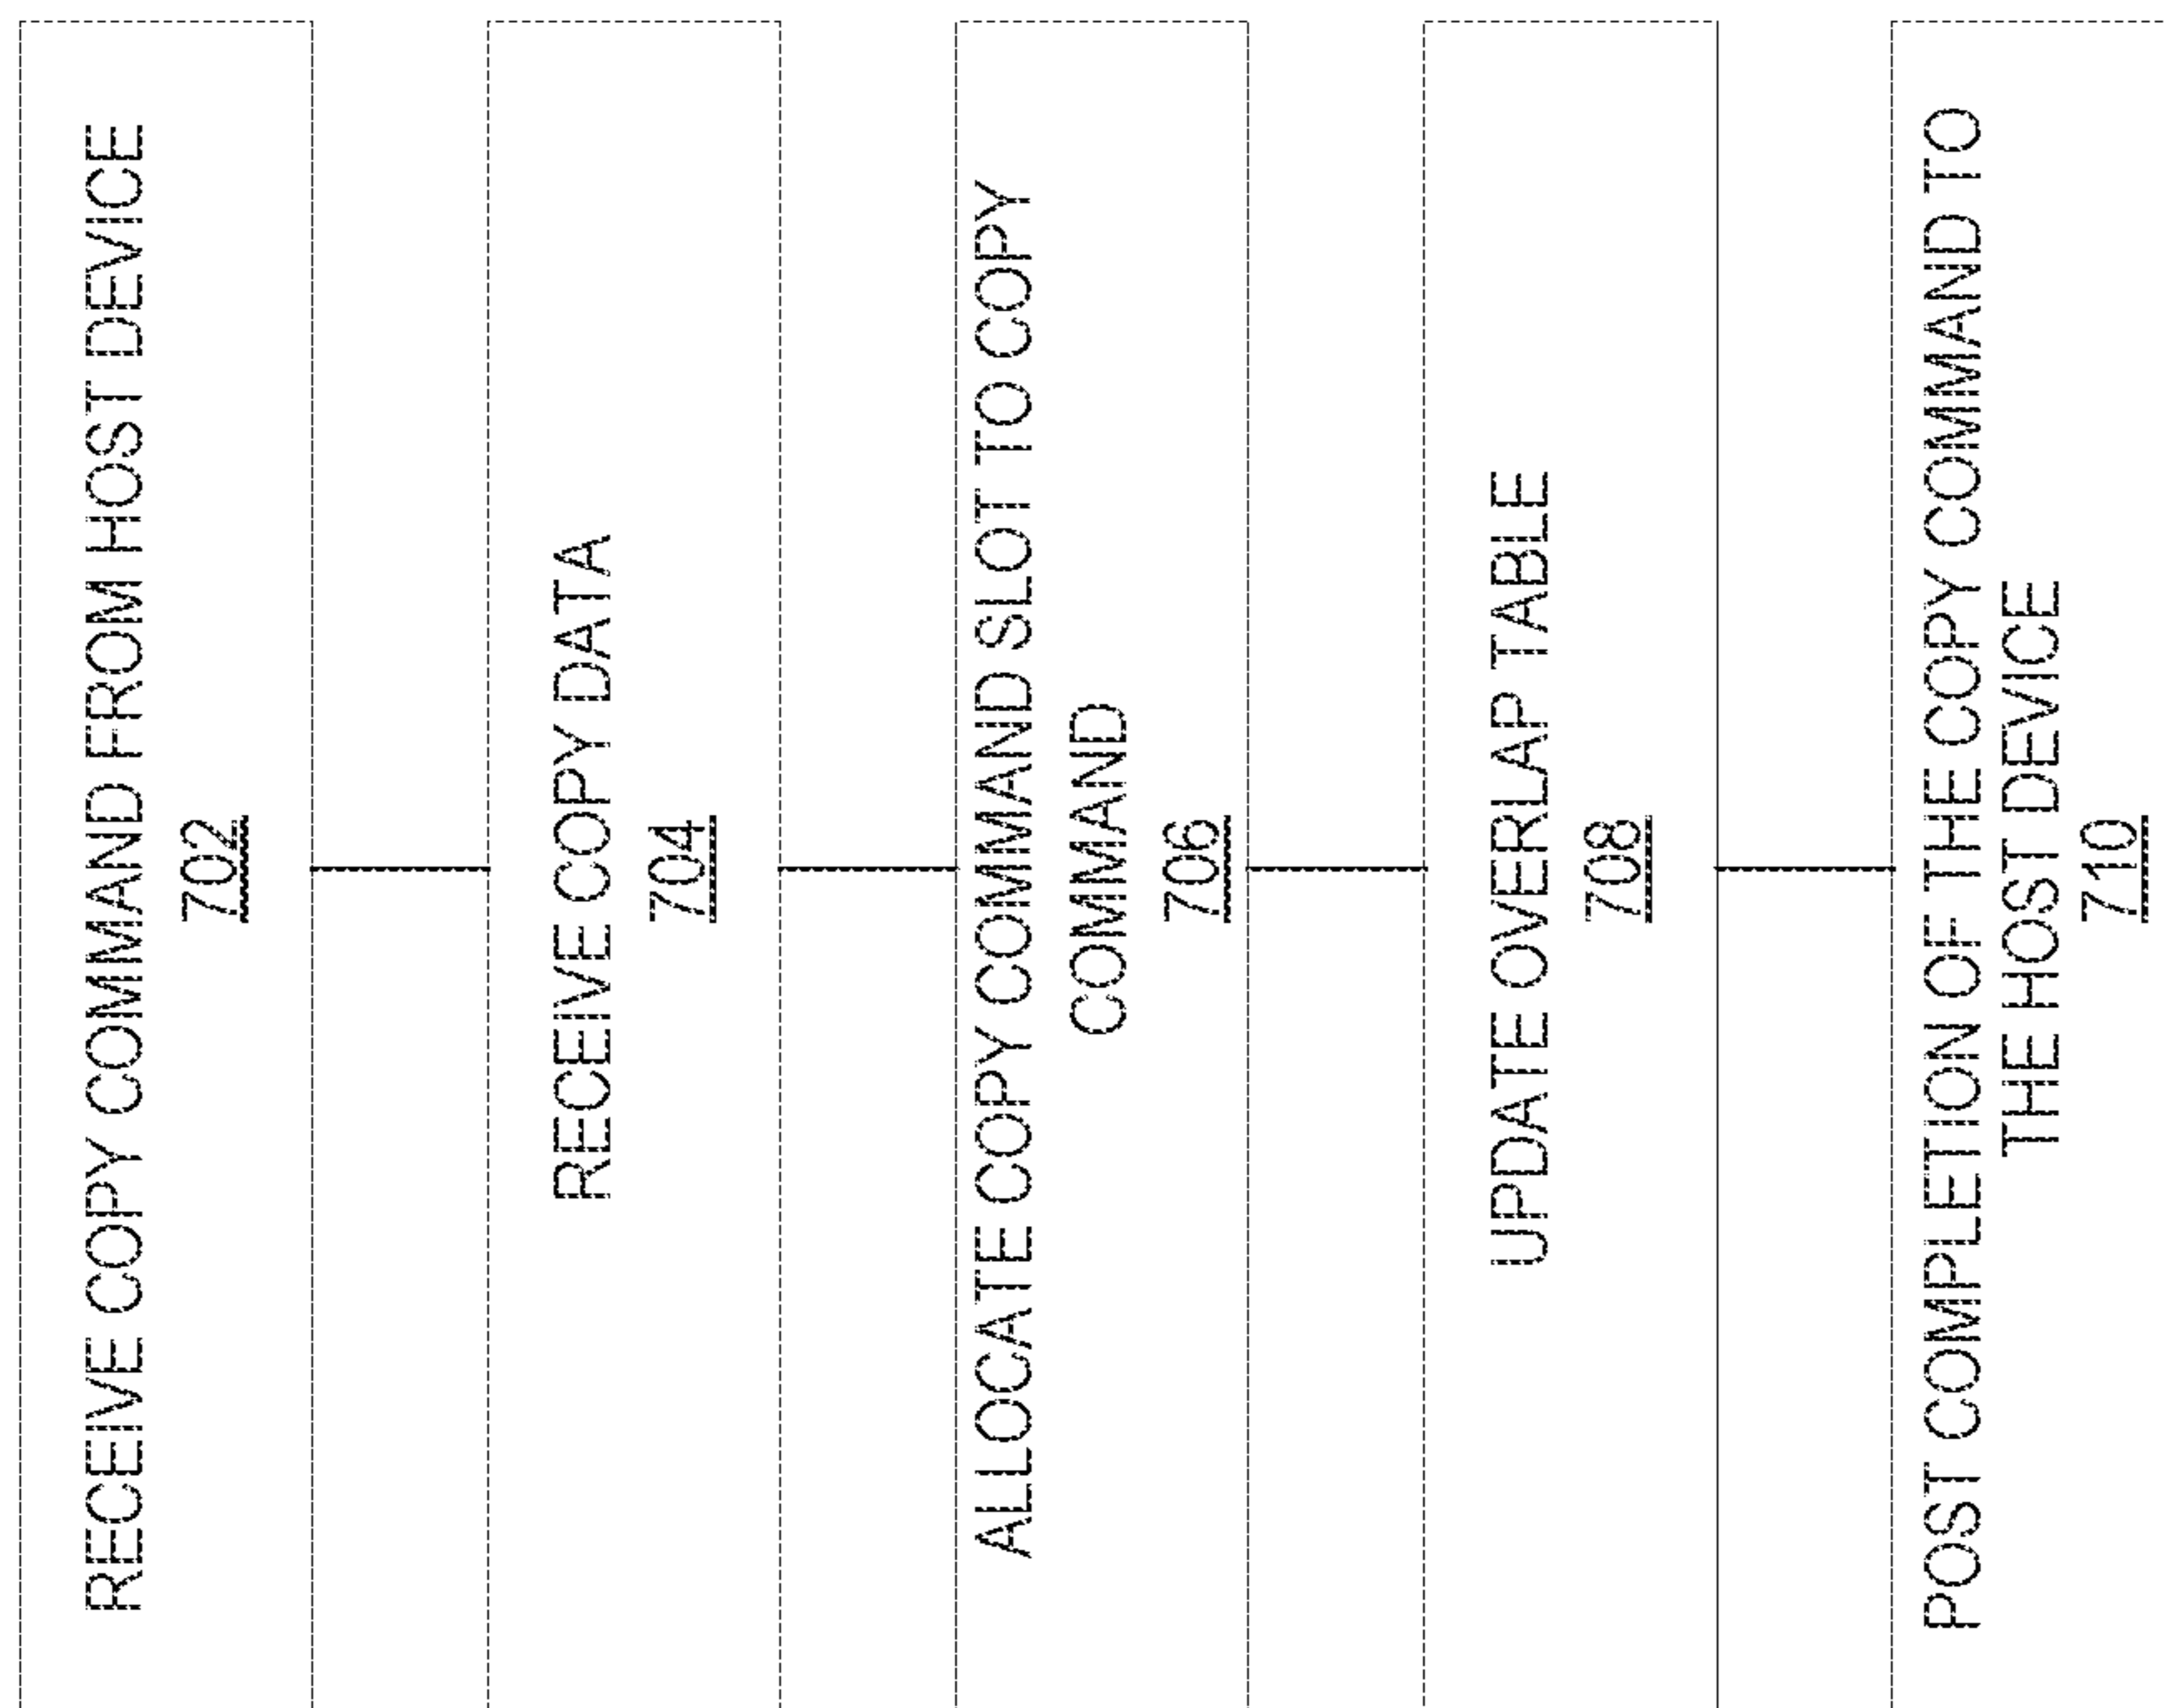 RECEIVE COPY COMMAND FROM HOST DEVICE
702
RECEIVE COPY DATA
704
ALLOCATE COPY COMMAND SLOT TO COPY
COMMAND
706
UPDATE OVERLAP TABLE
708
POST COMPLETION OF THE COPY COMMAND TO
THE HOST DEVICE
710